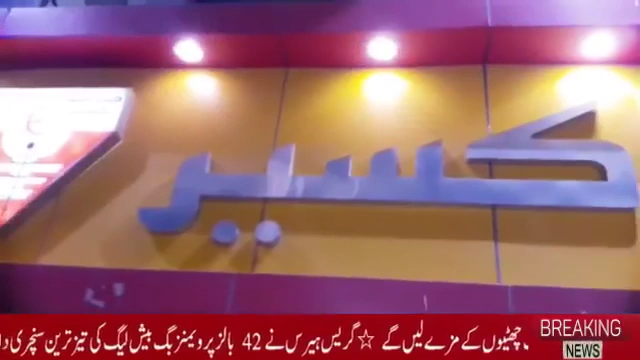 کسیر
چھٹیوں کے مزے لیں گے ☆ گریس ہیرس نے 42 بالز پر ویمنز بگ بیش لیگ کی تیز ترین سنچری
BREAKING
NEWS